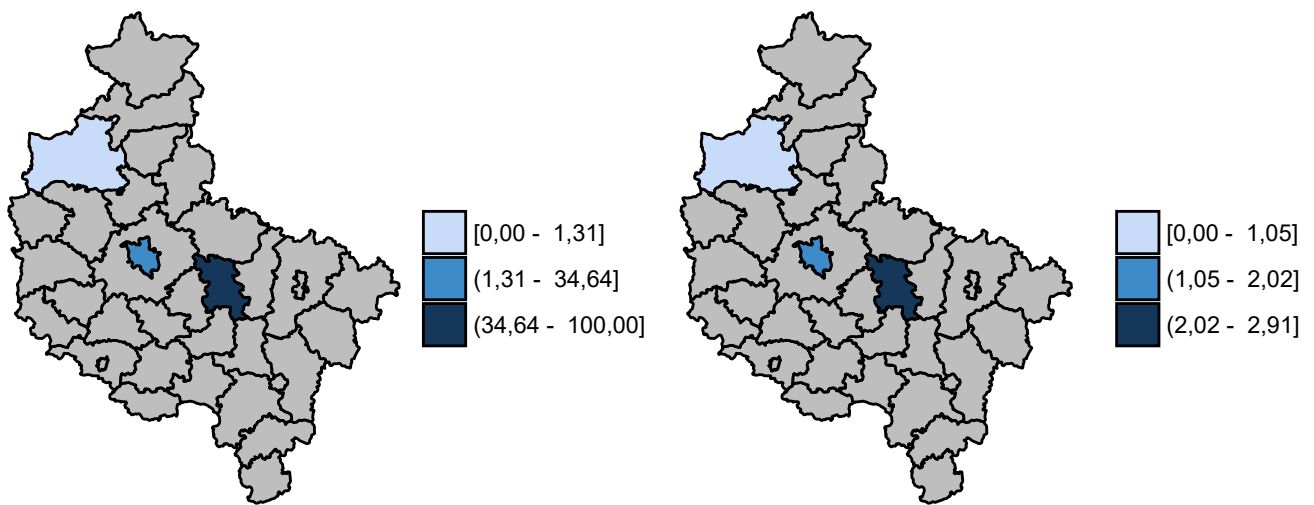 [0,00 - 1,31]
(1,31 - 34,64]
(34,64 - 100,00]
[0,00 - 1,05]
(1,05 - 2,02]
(2,02 - 2,91]